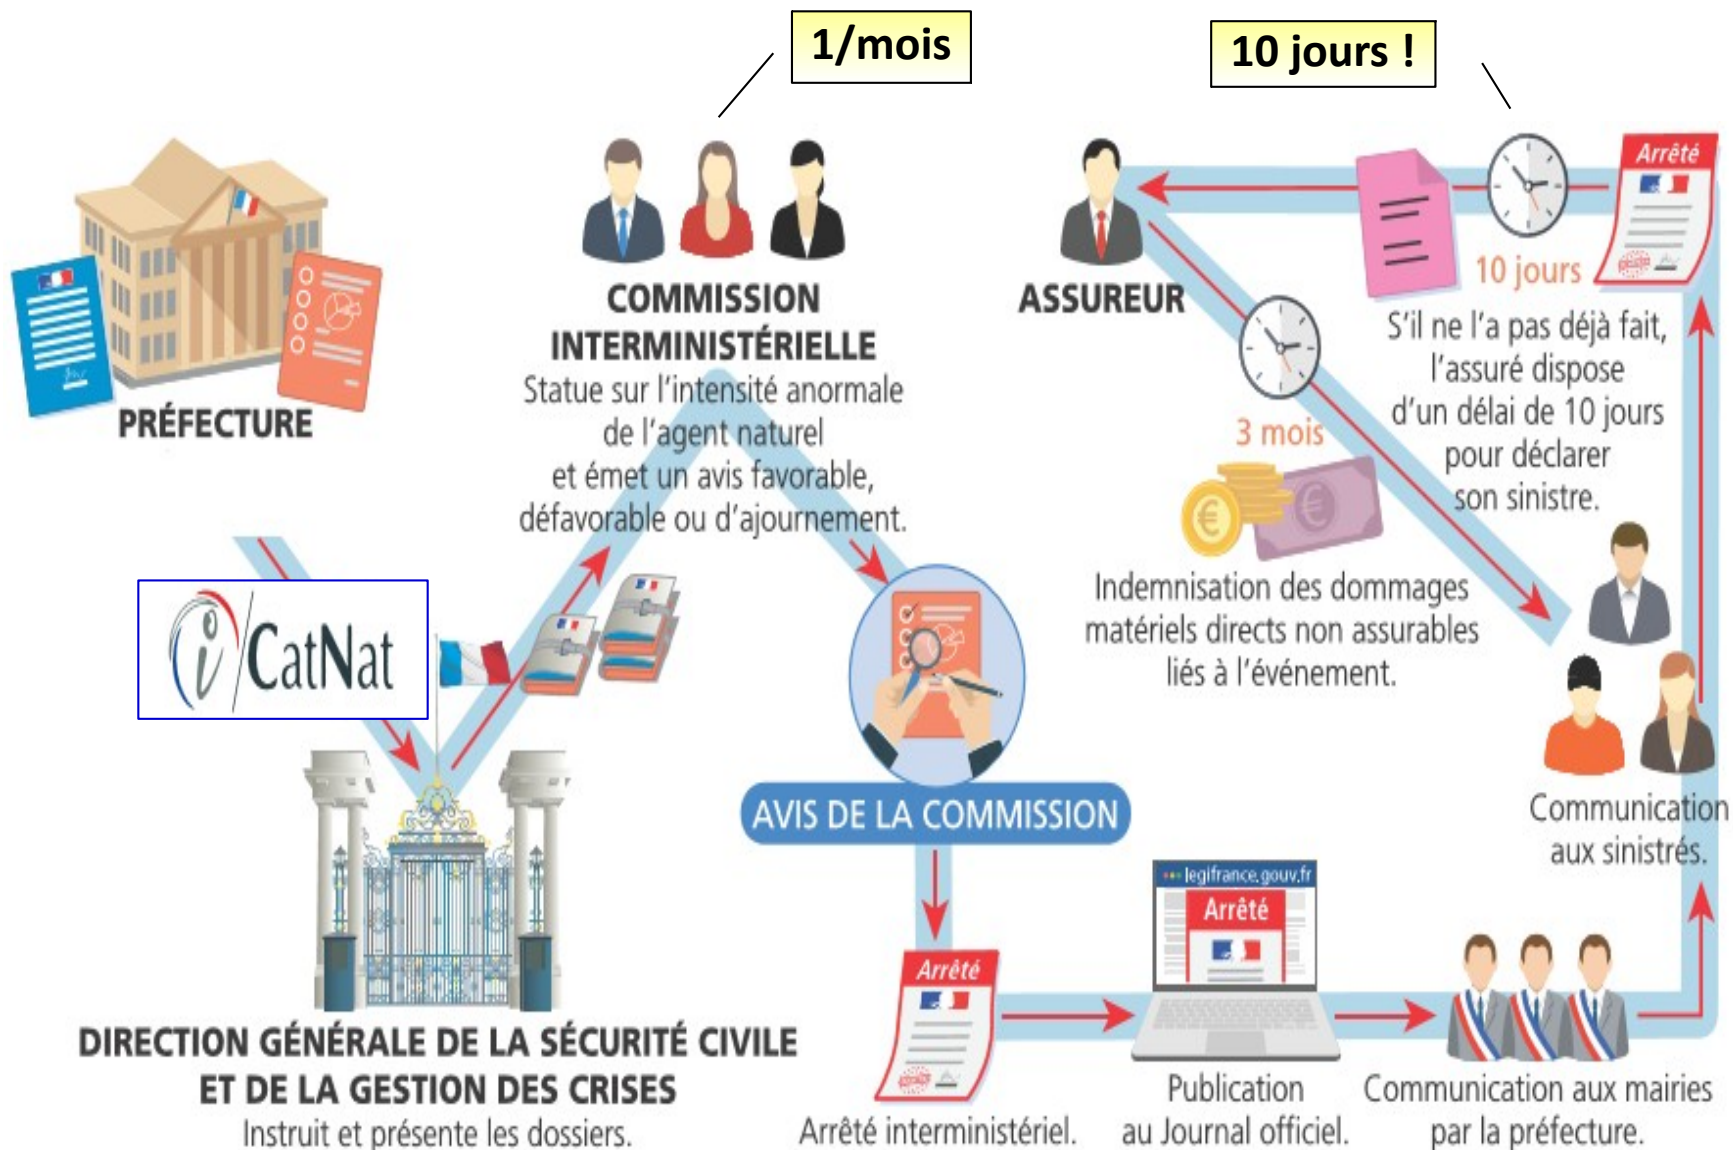 1/mois
10 jours !
PRÉFECTURE
i/CatNat
DIRECTION GÉNÉRALE DE LA SÉCURITÉ CIVILE
ET DE LA GESTION DES CRISES
Instruit et présente les dossiers.
COMMISSION
INTERMINISTÉRIELLE
Statue sur l'intensité anormale
de l'agent naturel
et émet un avis favorable,
défavorable ou d'ajournement.
AVIS DE LA COMMISSION
Arrêté
Arrêté interministériel.
legifrance.gouv.fr
Arrêté
Publication
au Journal officiel.
Communication aux mairies
par la préfecture.
Communication
aux sinistrés.
Arrêté
10 jours
S'il ne l'a pas déjà fait,
l'assuré dispose
d'un délai de 10 jours
pour déclarer
son sinistre.
ASSUREUR
3 mois
Indemnisation des dommages
matériels directs non assurables
liés à l'événement.